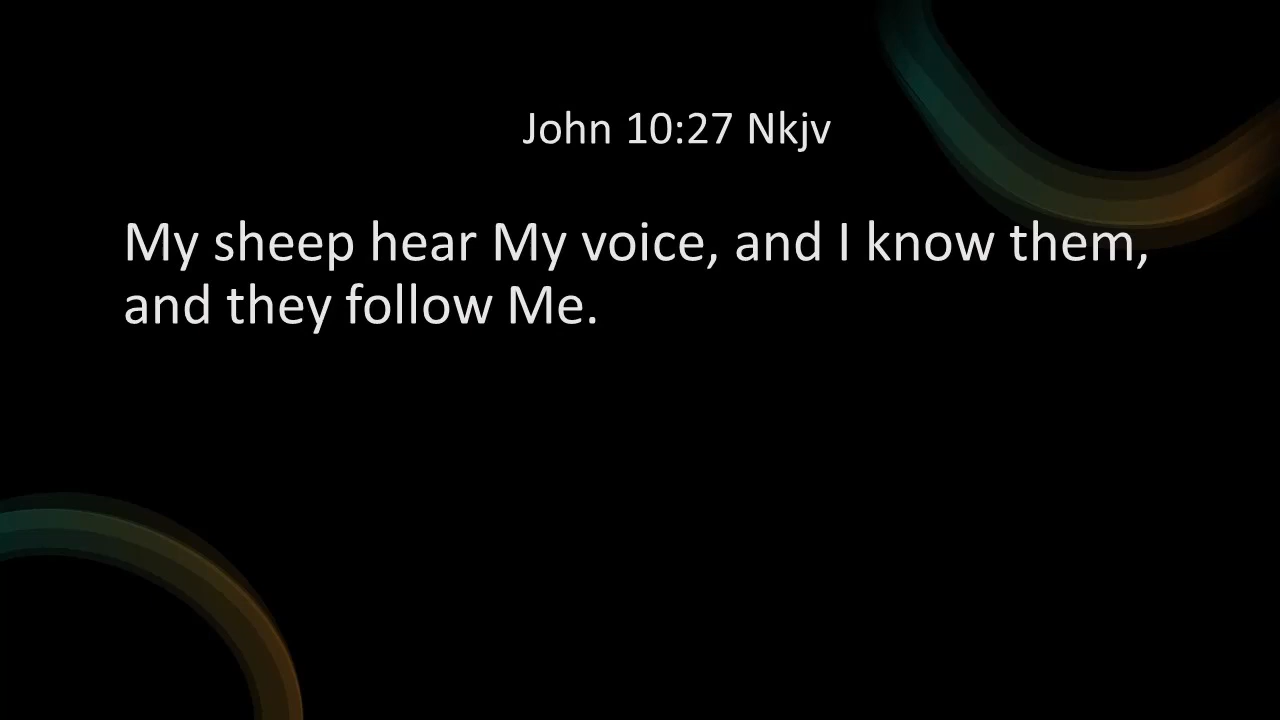 John 10:27 Nkjv
My sheep hear My voice, and I know them,
and they follow Me.